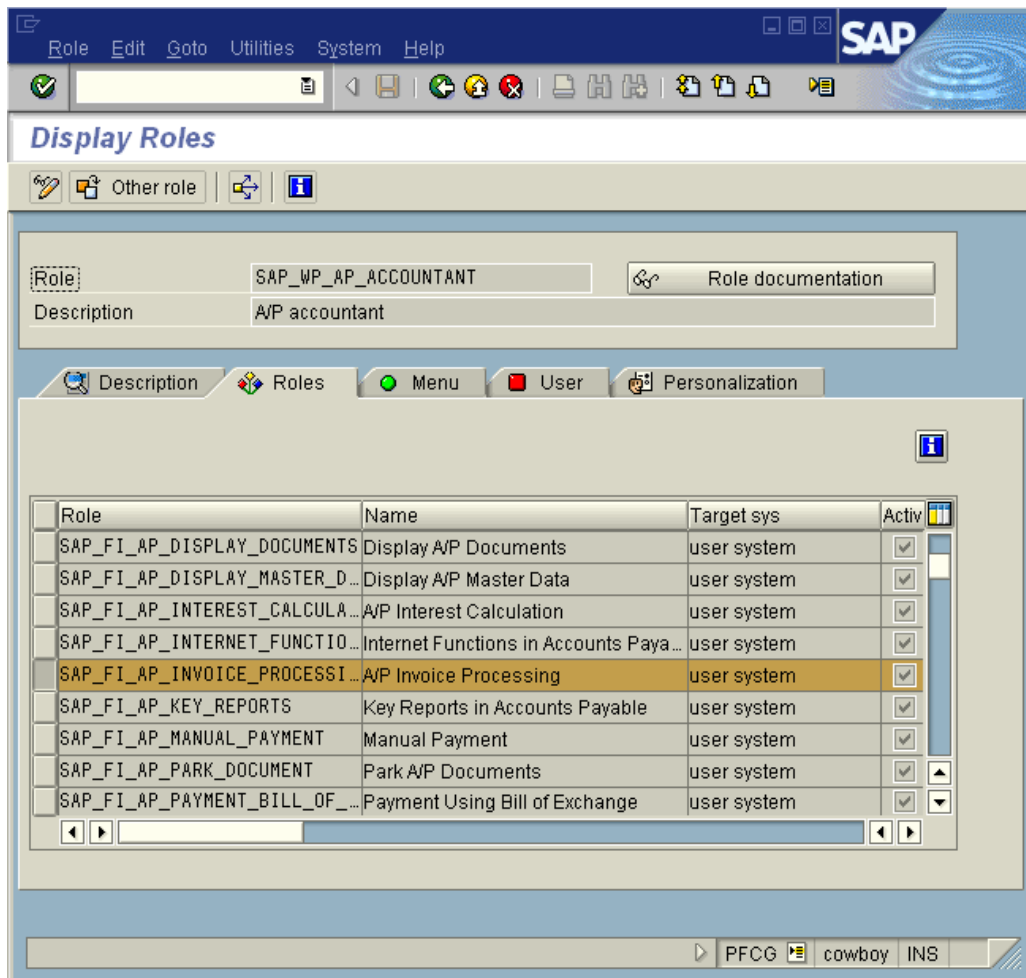 Role Edit Goto Utilities System Help
SAP
Display Roles
Other role
Role SAP_WP_AP_ACCOUNTANT Role documentation
Description A/P accountant
Description Roles Menu User Personalization
Role Name Target sys Activ
SAP_FI_AP_DISPLAY_DOCUMENTS Display A/P Documents user system
SAP_FI_AP_DISPLAY_MASTER_D… Display A/P Master Data user system
SAP_FI_AP_INTEREST_CALCULA… A/P Interest Calculation user system
SAP_FI_AP_INTERNET_FUNCTIO… Internet Functions in Accounts Paya… user system
SAP_FI_AP_INVOICE_PROCESSI… A/P Invoice Processing user system
SAP_FI_AP_KEY_REPORTS Key Reports in Accounts Payable user system
SAP_FI_AP_MANUAL_PAYMENT Manual Payment user system
SAP_FI_AP_PARK_DOCUMENT Park A/P Documents user system
SAP_FI_AP_PAYMENT_BILL_OF_… Payment Using Bill of Exchange user system
PFCG cowboy INS